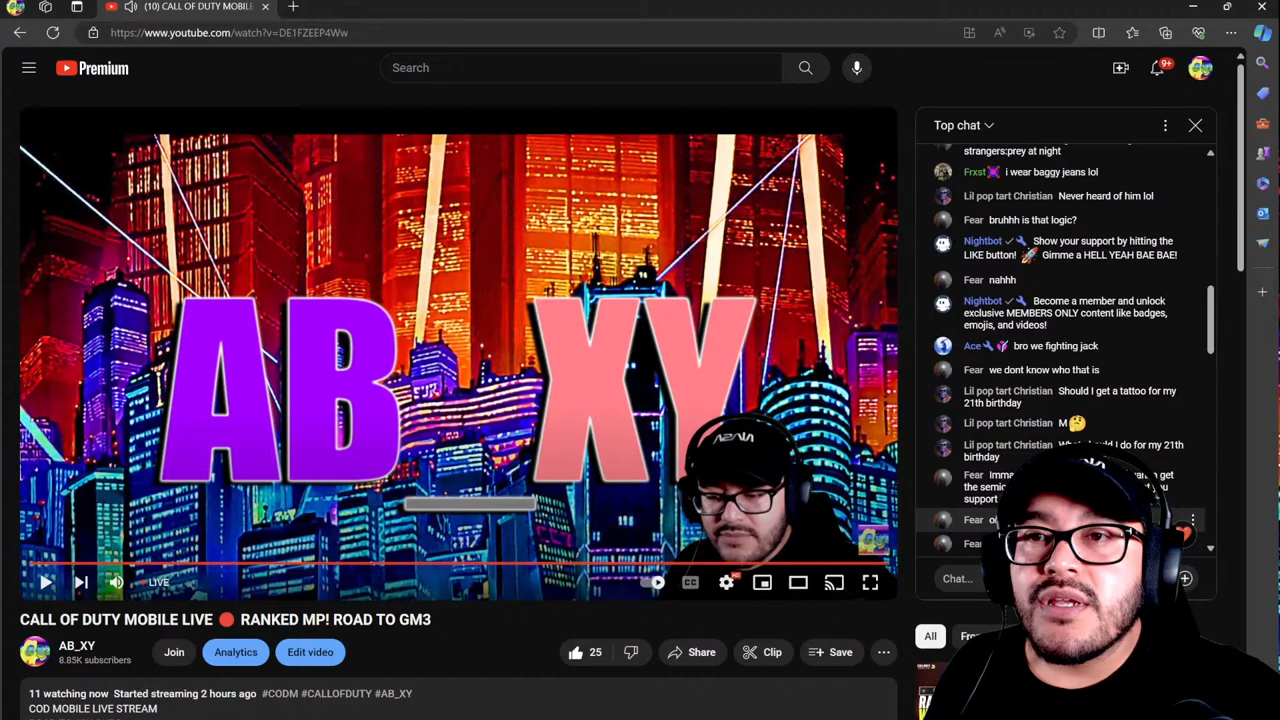 (10) CALL OF DUTY MOBILE
https://www.youtube.com/watch?v=DE1FZEEP4Ww
Premium
Search
9+
AB_XY
LIVE
CALL OF DUTY MOBILE LIVE 🔴 RANKED MP! ROAD TO GM3
AB_XY
8.85K subscribers
Join
Analytics
Edit video
25
Share
Clip
Save
11 watching now Started streaming 2 hours ago #CODM #CALLOFDUTY #AB_XY
COD MOBILE LIVE STREAM
Top chat
strangers:prey at night
Frxst i wear baggy jeans lol
Lil pop tart Christian Never heard of him lol
Fear bruhhh is that logic?
Nightbot Show your support by hitting the
LIKE button! 🚀 Gimme a HELL YEAH BAE BAE!
Fear nahhh
Nightbot Become a member and unlock
exclusive MEMBERS ONLY content like badges,
emojis, and videos!
Ace bro we fighting jack
Fear we dont know who that is
Lil pop tart Christian Should I get a tattoo for my
21th birthday
Lil pop tart Christian M🤔
Lil pop tart Christian for my 21th
birthday
Fear Imma get
the
support
Fear
Fear
Chat...
All